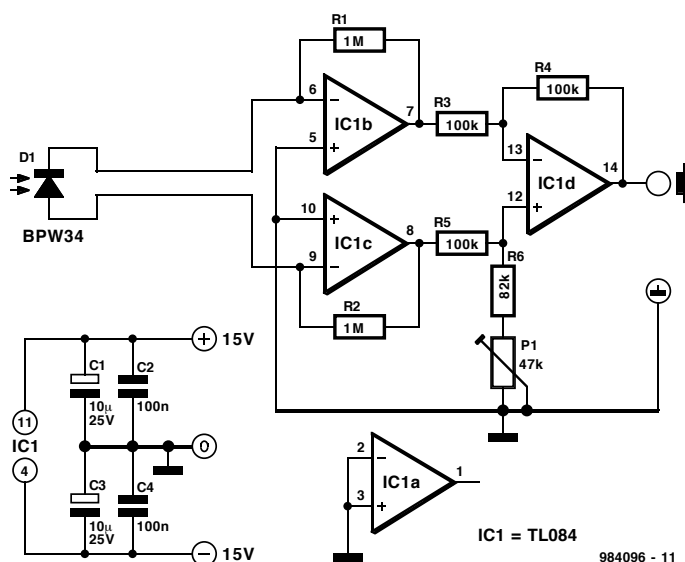 R1
1M
6
−
IC1b
7
5
+
R3
100k
R4
100k
13
−
IC1d
14
12
+
D1
BPW34
10
+
IC1c
8
9
−
R5
100k
R2
1M
R6
82k
P1
47k
+ 15V
C1
10µ
25V
C2
100n
11
IC1
4
0
C3
10µ
25V
C4
100n
− 15V
2
−
IC1a
1
3
+
IC1 = TL084
984096 - 11